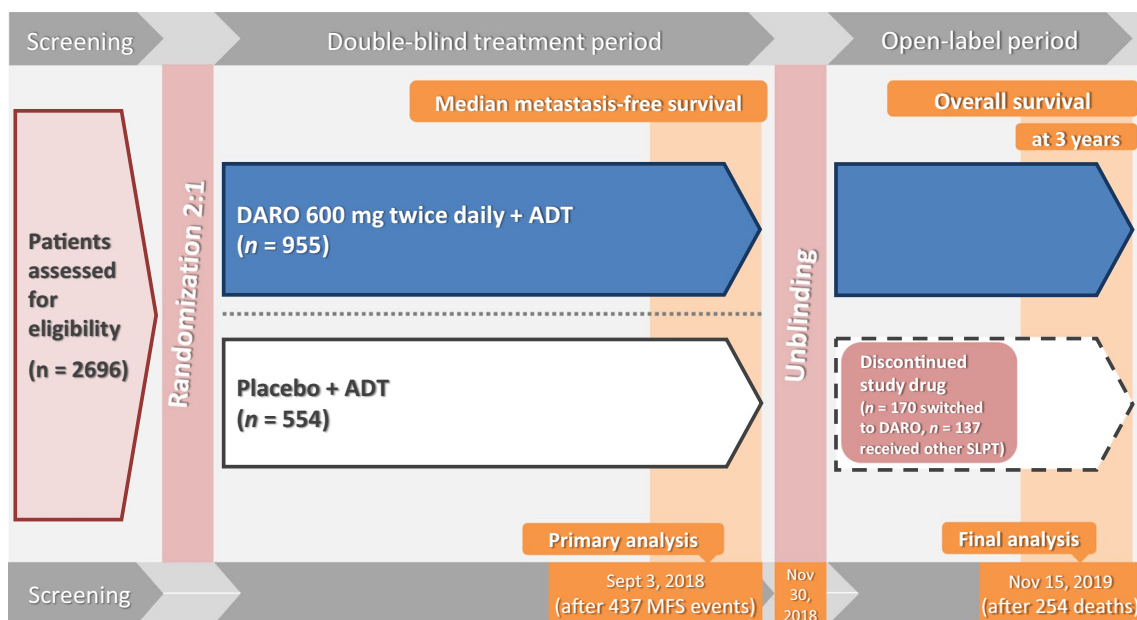 Screening
Double-blind treatment period
Open-label period
Median metastasis-free survival
Overall survival
at 3 years
Patients
assessed
for
eligibility
(n = 2696)
Randomization 2:1
DARO 600 mg twice daily + ADT
(n = 955)
Placebo + ADT
(n = 554)
Unblinding
Discontinued
study drug
(n = 170 switched
to DARO, n = 137
received other SLPT)
Primary analysis
Final analysis
Screening
Sept 3, 2018
(after 437 MFS events)
Nov
30,
2018
Nov 15, 2019
(after 254 deaths)